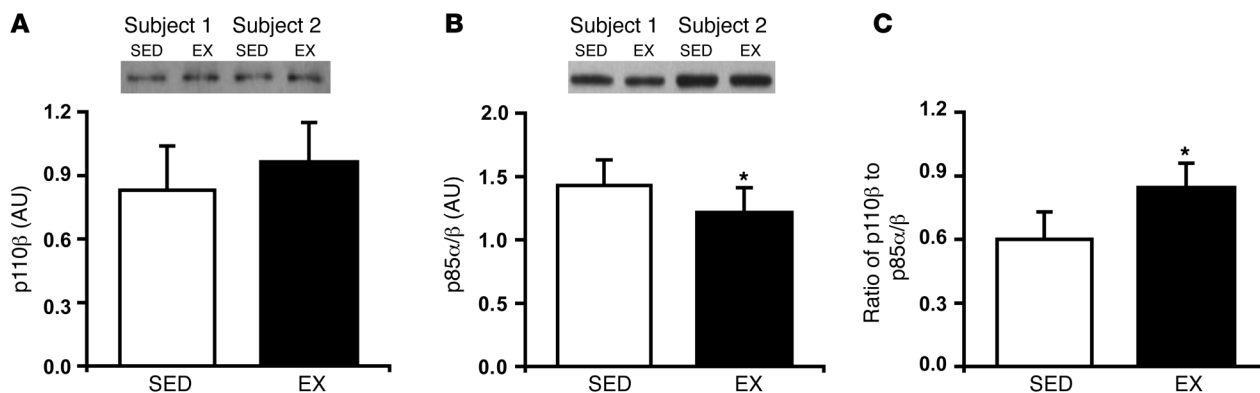 A
Subject 1 Subject 2
SED EX SED EX
p110β (AU)
1.2
0.9
0.6
0.3
0.0
SED EX
B
Subject 1 Subject 2
SED EX SED EX
p85α/β (AU)
2.0
1.5
1.0
0.5
0.0
*
SED EX
C
Ratio of p110β to
p85α/β
1.2
0.9
0.6
0.3
0.0
*
SED EX